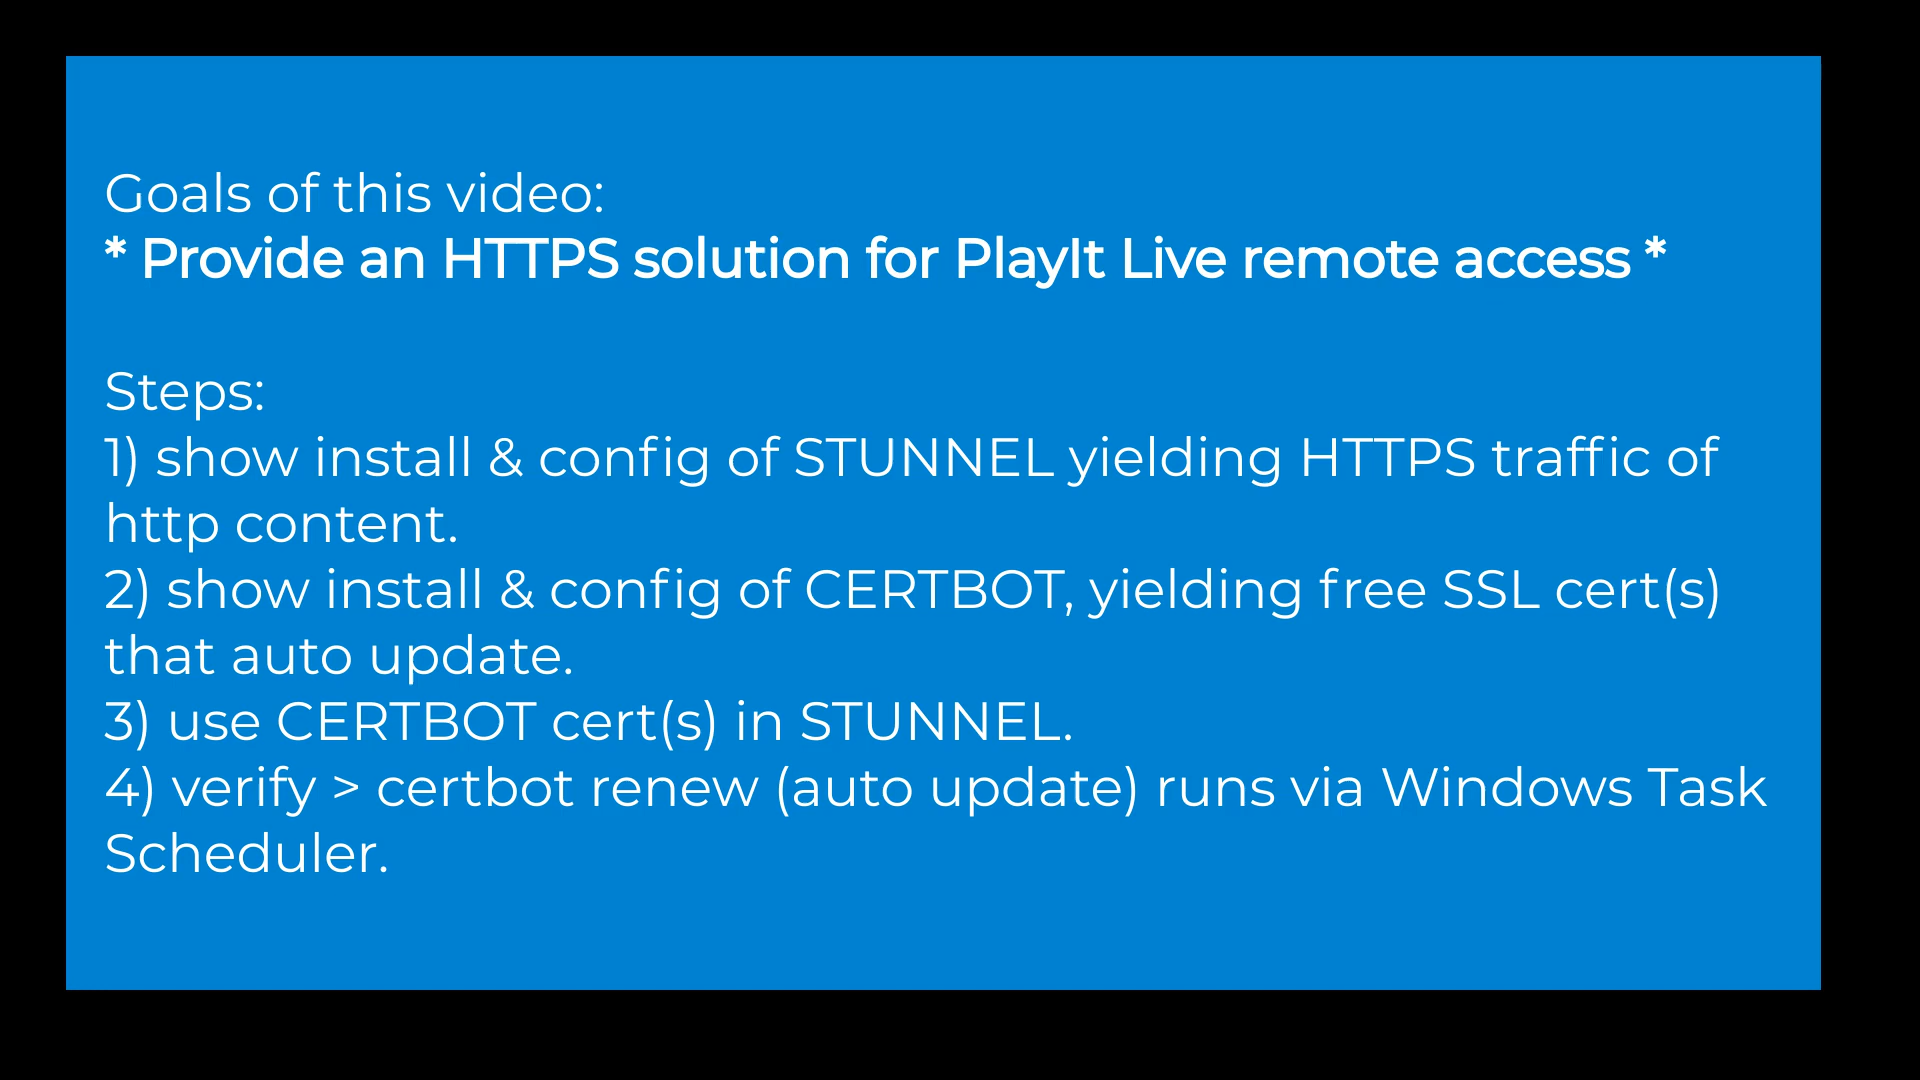 Goals of this video:
* Provide an HTTPS solution for PlayIt Live remote access *
Steps:
1) show install & config of STUNNEL yielding HTTPS traffic of
http content.
2) show install & config of CERTBOT, yielding free SSL cert(s)
that auto update.
3) use CERTBOT cert(s) in STUNNEL.
4) verify > certbot renew (auto update) runs via Windows Task
Scheduler.